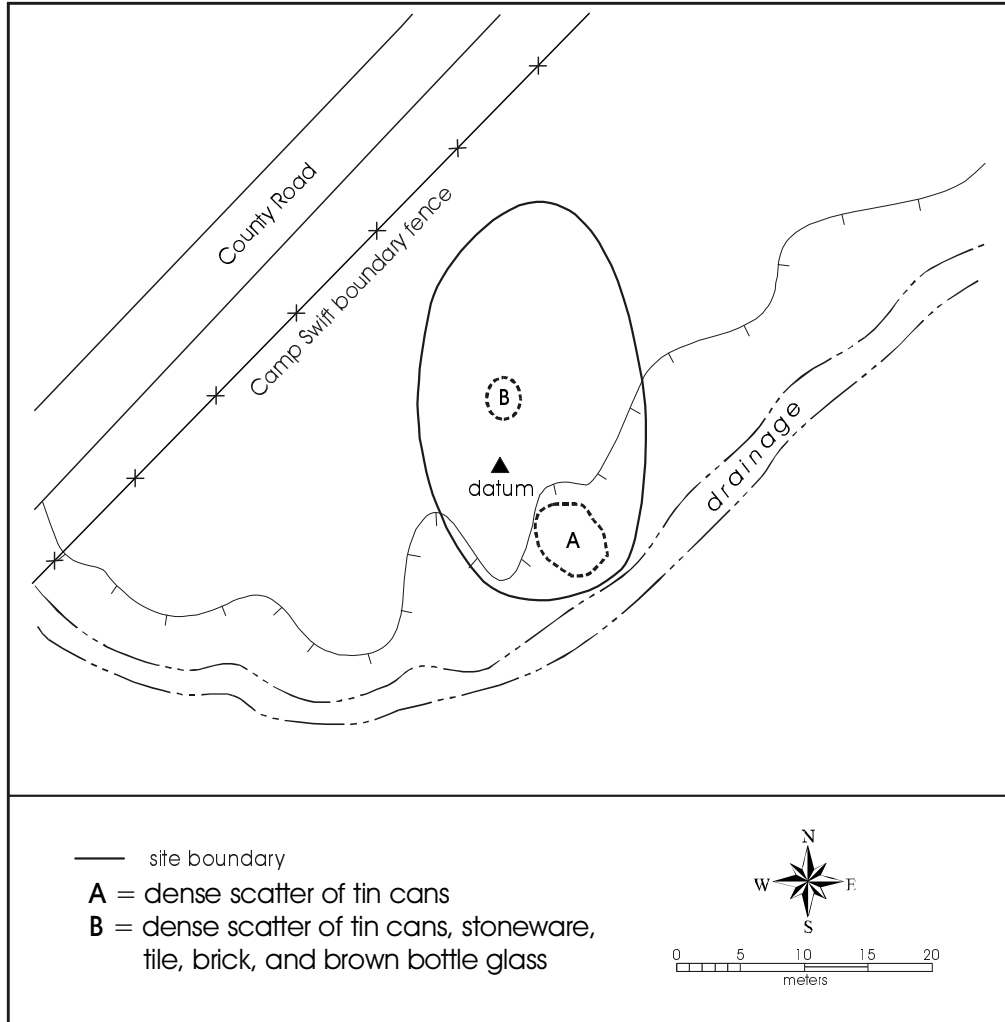 County Road
Camp Swift boundary fence
B
datum
A
drainage
site boundary
A = dense scatter of tin cans
B = dense scatter of tin cans, stoneware,
tile, brick, and brown bottle glass
N
W E
S
0 5 10 15 20
meters